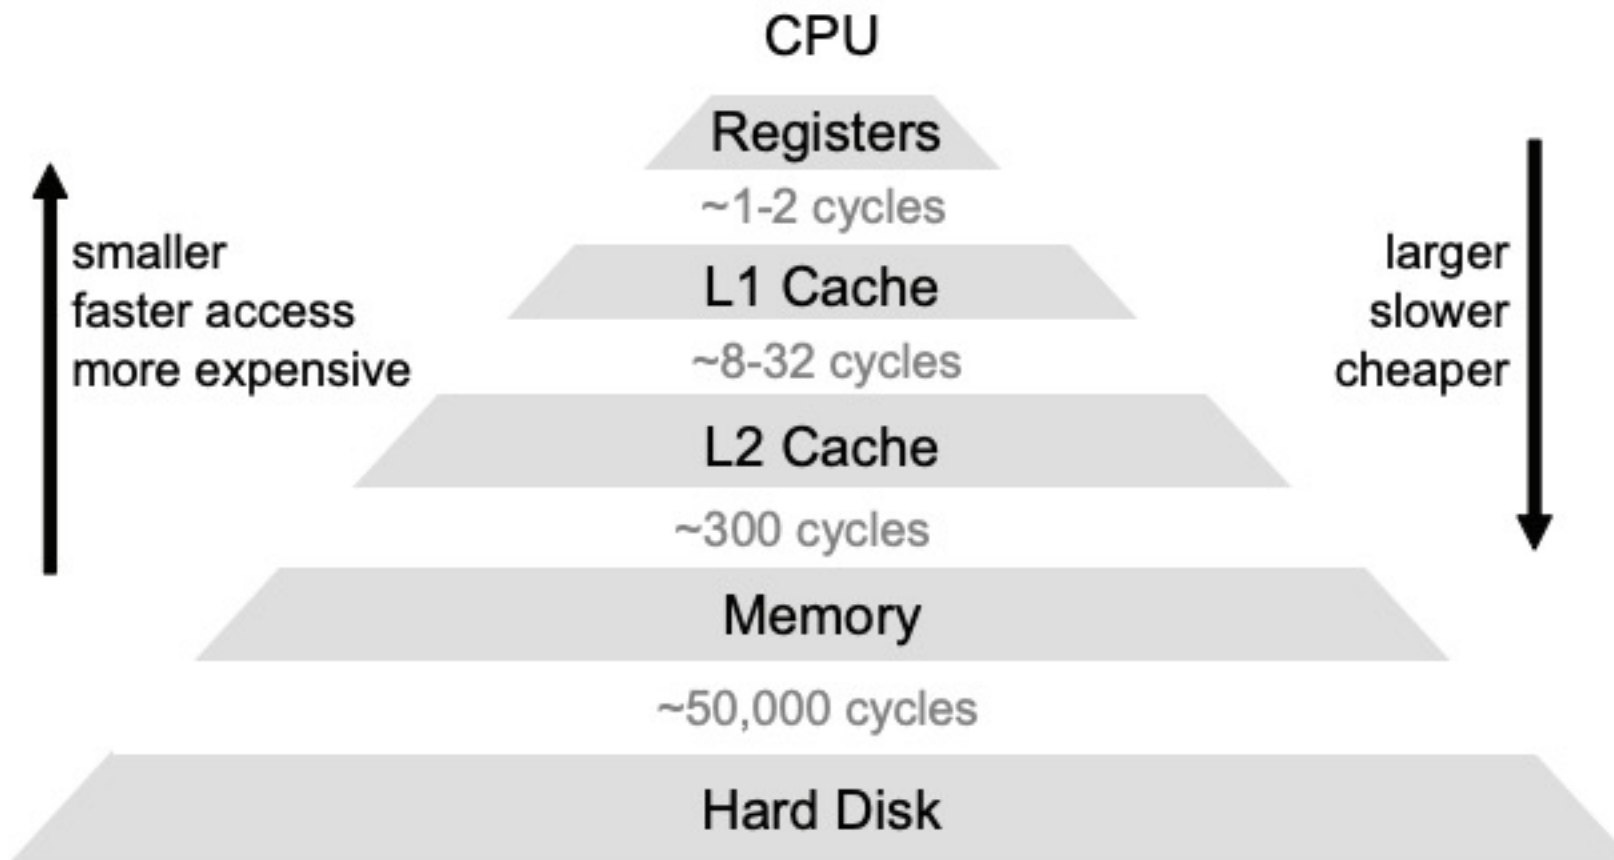 CPU
Registers
~1-2 cycles
smaller
faster access
more expensive
larger
slower
cheaper
L1 Cache
~8-32 cycles
L2 Cache
~300 cycles
Memory
~50,000 cycles
Hard Disk